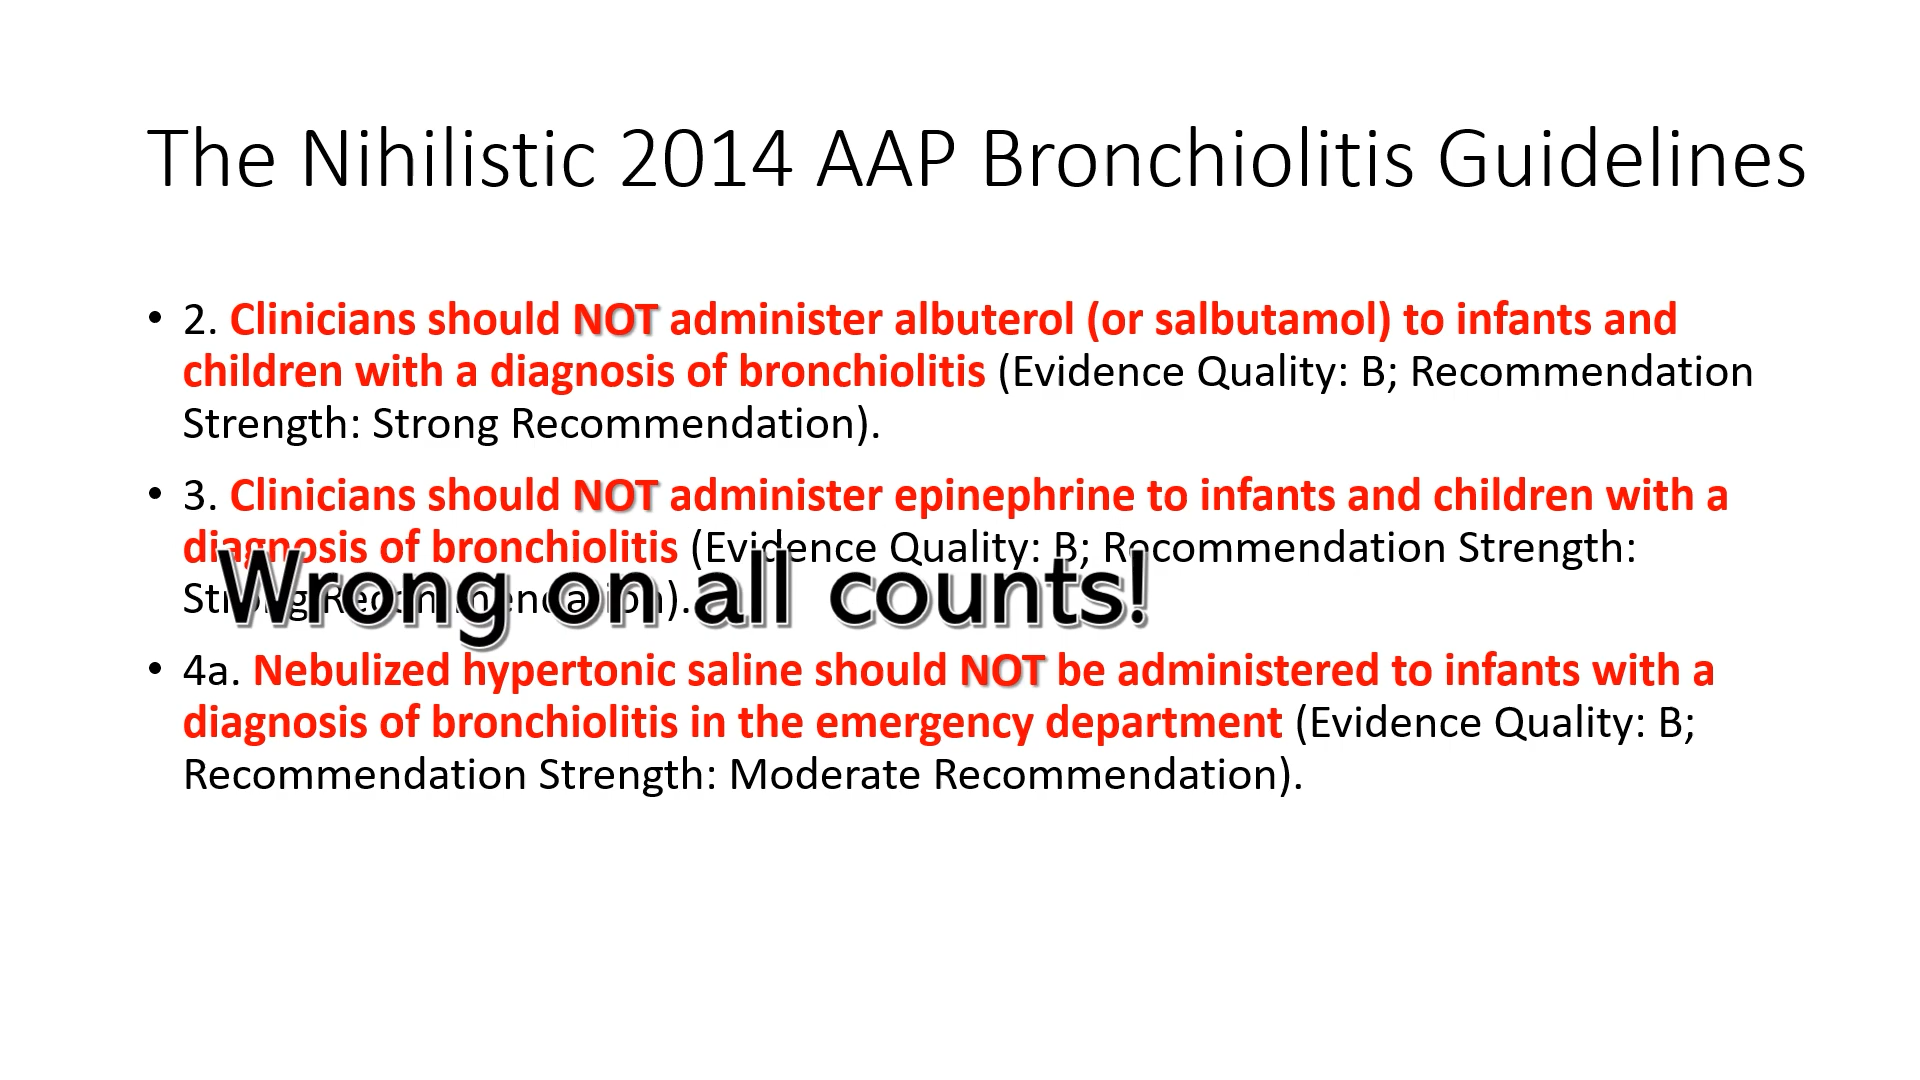 The Nihilistic 2014 AAP Bronchiolitis Guidelines
• 2. Clinicians should NOT administer albuterol (or salbutamol) to infants and
children with a diagnosis of bronchiolitis (Evidence Quality: B; Recommendation
Strength: Strong Recommendation).
• 3. Clinicians should NOT administer epinephrine to infants and children with a
diagnosis of bronchiolitis (Evidence Quality: B; Recommendation Strength:
Strong Recommendation).
Wrong on all counts!
• 4a. Nebulized hypertonic saline should NOT be administered to infants with a
diagnosis of bronchiolitis in the emergency department (Evidence Quality: B;
Recommendation Strength: Moderate Recommendation).